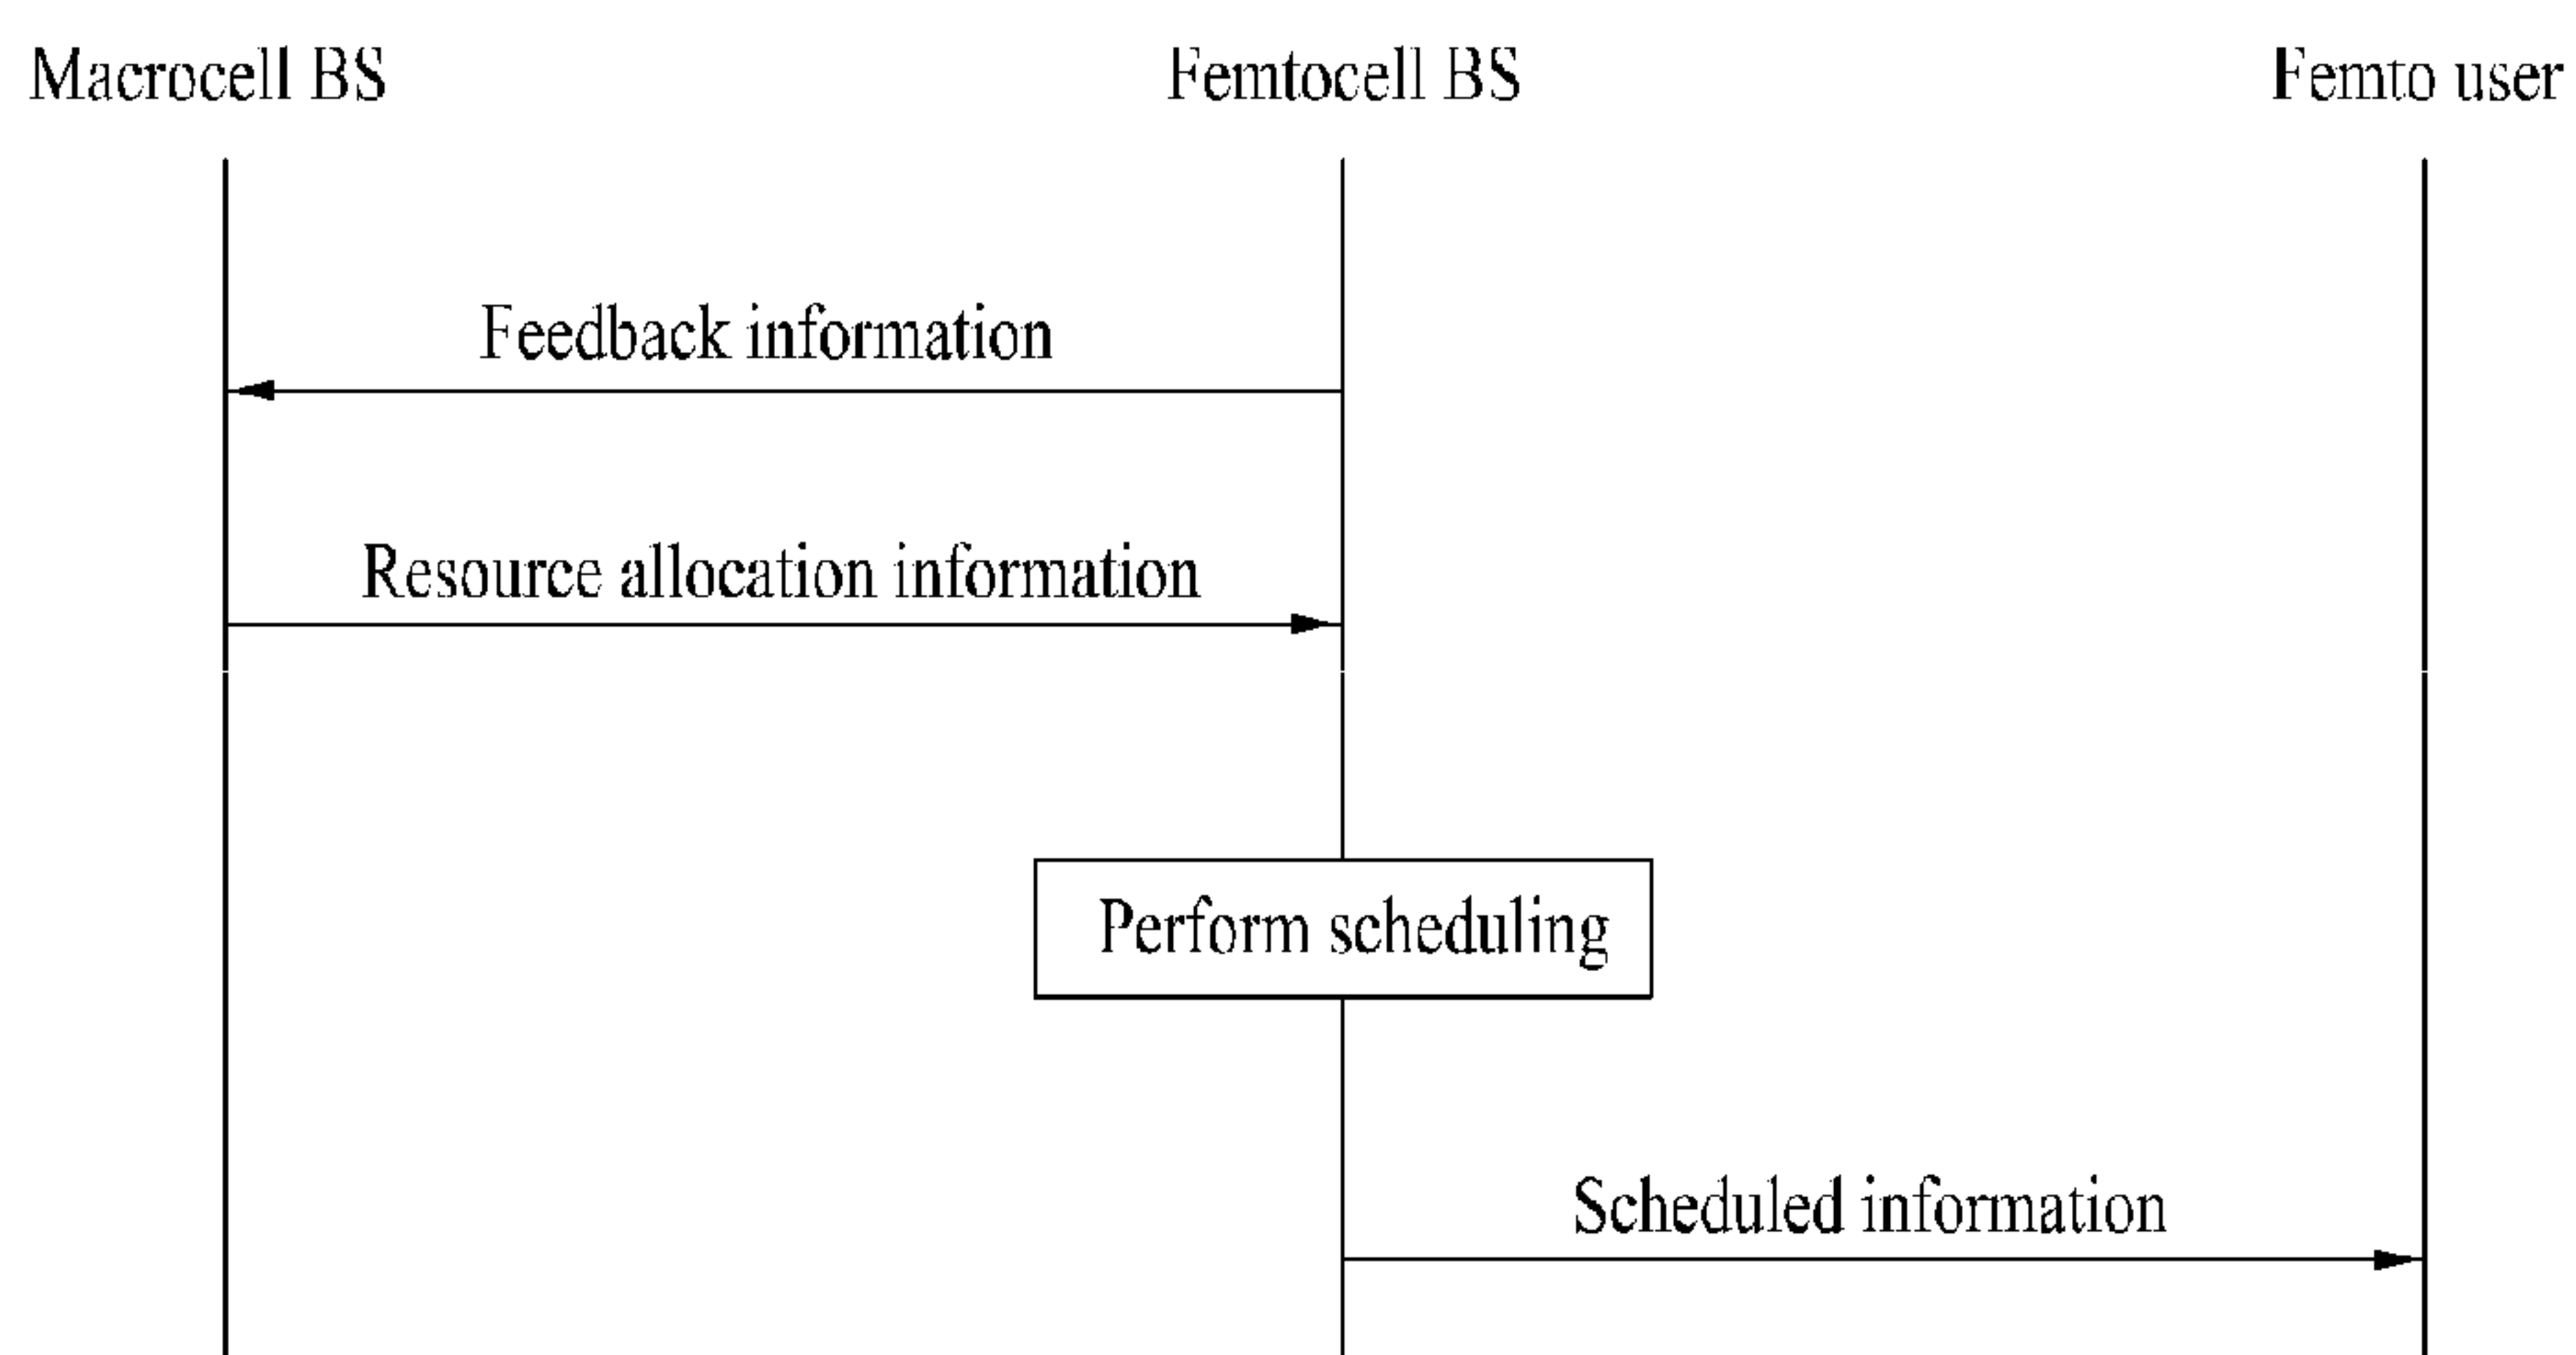 Macrocell BS
Femtocell BS
Femto user
Feedback information
Resource allocation information
Perform scheduling
Scheduled information